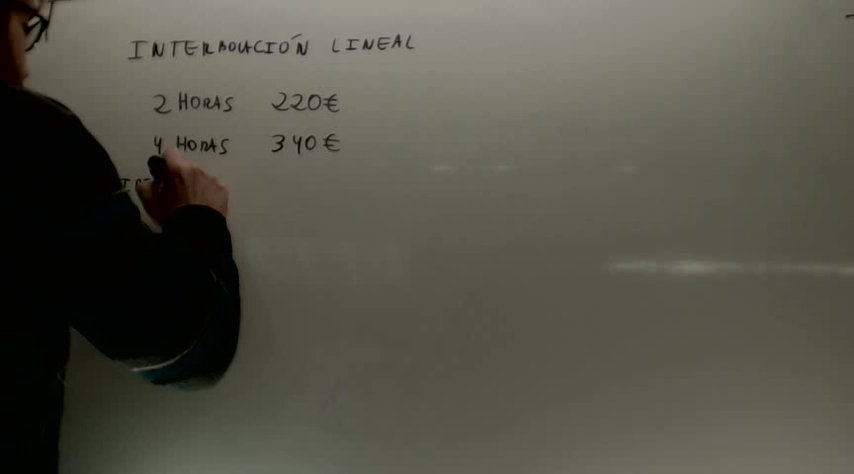 INTERPOLACIÓN LINEAL
2 HORAS 220€
4 HORAS 340€